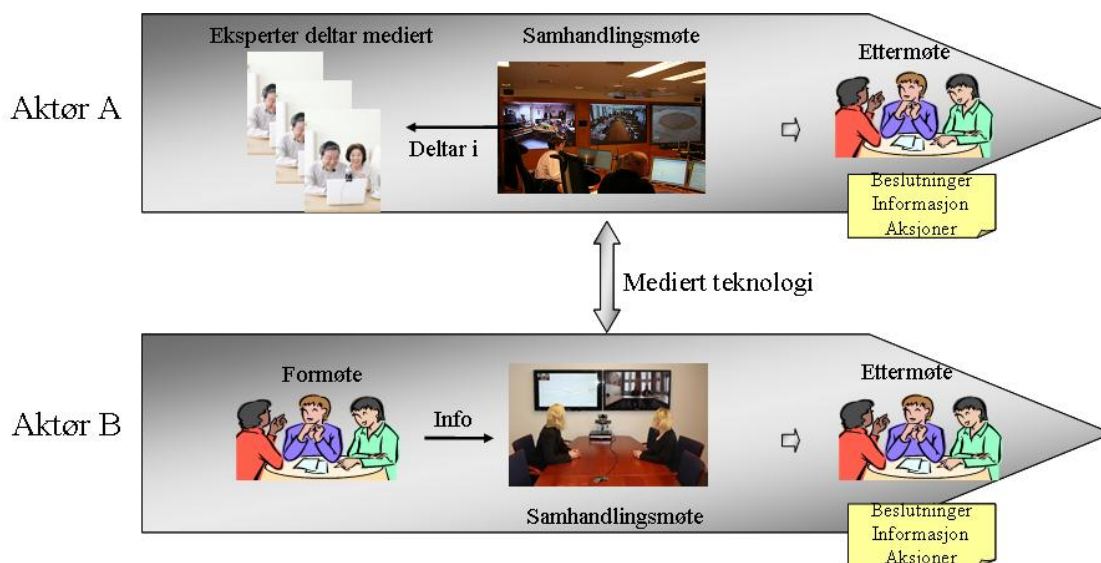 Eksperter deltar mediert
Samhandlingsmøte
Ettermøte
Aktør A
Deltar i
Beslutninger
Informasjon
Aksjoner
Mediert teknologi
Formøte
Ettermøte
Aktør B
Info
Samhandlingsmøte
Beslutninger
Informasjon
Aksjoner